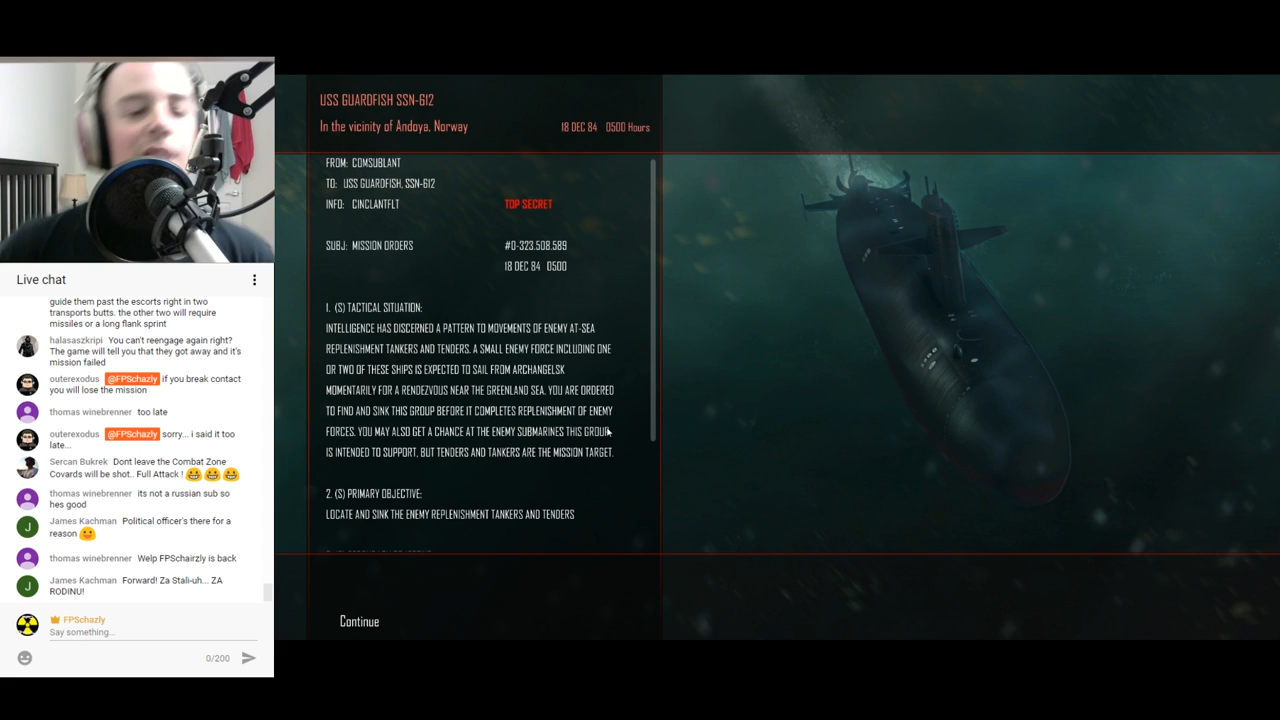 Live chat
guide them past the escorts right in two
transports butts. the other two will require
missiles or a long flank sprint
halasaszkripi You can't reengage again right?
The game will tell you that they got away and it's
mission failed
outerexodus @FPSchazly if you break contact
you will lose the mission
thomas winebrenner too late
outerexodus @FPSchazly sorry... i said it too
late...
Sercan Bukrek Dont leave the Combat Zone
Covards will be shot.. Full Attack !
thomas winebrenner its not a russian sub so
hes good
James Kachman Political officer's there for a
reason
thomas winebrenner Welp FPSchairzly is back
James Kachman Forward! Za Stali-uh... ZA
RODINU!
FPSchazly
Say something...
0/200
USS GUARDFISH SSN-612
In the vicinity of Andoya, Norway 18 DEC 84 0500 Hours
FROM: COMSUBLANT
TO: USS GUARDFISH, SSN-612
INFO: CINCLANTFLT TOP SECRET
SUBJ: MISSION ORDERS #0-323.508.589
18 DEC 84 0500
1. (S) TACTICAL SITUATION:
INTELLIGENCE HAS DISCERNED A PATTERN TO MOVEMENTS OF ENEMY AT-SEA
REPLENISHMENT TANKERS AND TENDERS. A SMALL ENEMY FORCE INCLUDING ONE
OR TWO OF THESE SHIPS IS EXPECTED TO SAIL FROM ARCHANGELSK
MOMENTARILY FOR A RENDEZVOUS NEAR THE GREENLAND SEA. YOU ARE ORDERED
TO FIND AND SINK THIS GROUP BEFORE IT COMPLETES REPLENISHMENT OF ENEMY
FORCES. YOU MAY ALSO GET A CHANCE AT THE ENEMY SUBMARINES THIS GROUP
IS INTENDED TO SUPPORT, BUT TENDERS AND TANKERS ARE THE MISSION TARGET.
2. (S) PRIMARY OBJECTIVE:
LOCATE AND SINK THE ENEMY REPLENISHMENT TANKERS AND TENDERS
Continue